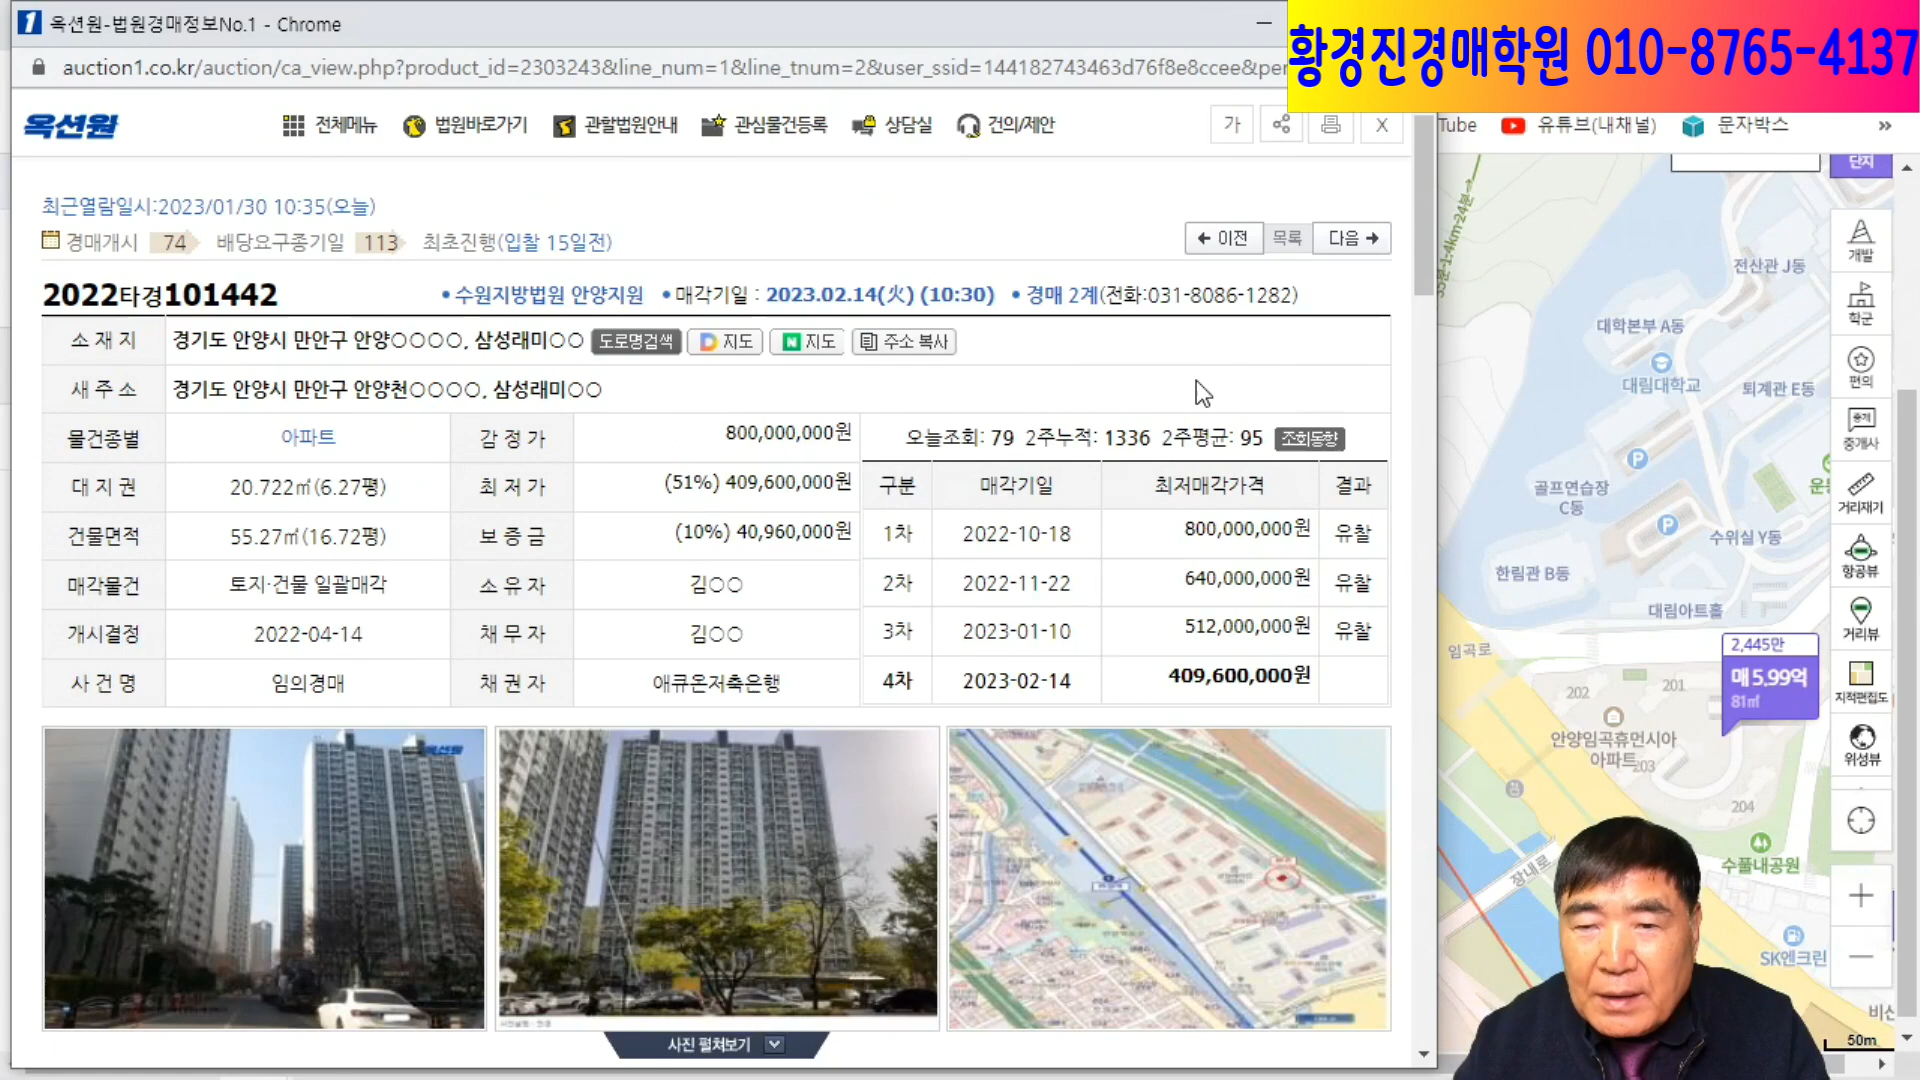 옥션원-법원경매정보No.1 - Chrome
황경진경매학원 010-8765-4137
auction1.co.kr/auction/ca_view.php?product_id=2303243&line_num=1&line_tnum=2&user_ssid=144182743463d76f8e8ccee&per
옥션원
전체메뉴 법원바로가기 관할법원안내 관심물건등록 상담실 건의/제안
가 X
Tube 유튜브(내채널) 문자박스 »
최근열람일시:2023/01/30 10:35(오늘)
경매개시 74 배당요구종기일 113 최초진행(입찰 15일전)
이전 목록 다음
2022타경101442 • 수원지방법원 안양지원 • 매각기일 : 2023.02.14(火) (10:30) • 경매 2계(전화:031-8086-1282)
소 재 지 경기도 안양시 만안구 안양○○○○, 삼성래미○○ 도로명검색 D 지도 N 지도 주소 복사
새 주 소 경기도 안양시 만안구 안양천○○○○, 삼성래미○○
물건종별 아파트 감 정 가 800,000,000원
대 지 권 20.722㎡(6.27평) 최 저 가 (51%) 409,600,000원
건물면적 55.27㎡(16.72평) 보 증 금 (10%) 40,960,000원
매각물건 토지·건물 일괄매각 소 유 자 김○○
개시결정 2022-04-14 채 무 자 김○○
사 건 명 임의경매 채 권 자 애큐온저축은행
오늘조회: 79 2주누적: 1336 2주평균: 95 조회동향
구분 매각기일 최저매각가격 결과
1차 2022-10-18 800,000,000원 유찰
2차 2022-11-22 640,000,000원 유찰
3차 2023-01-10 512,000,000원 유찰
4차 2023-02-14 409,600,000원
옥션원
사진 펼쳐보기
단지
개발
학군
편의
중개
중개사
거리재기
항공뷰
거리뷰
지적편집도
위성뷰
전산관 J동
대학본부 A동
대림대학교
퇴계관 E동
P
골프연습장
C동
P
수위실 Y동
한림관 B동
대림아트홀
임곡로
2,445만
매 5.99억
81㎡
202
201
안양임곡휴먼시아
아파트
203
204
수풀내공원
장내로
SK엔크린
비산
50m